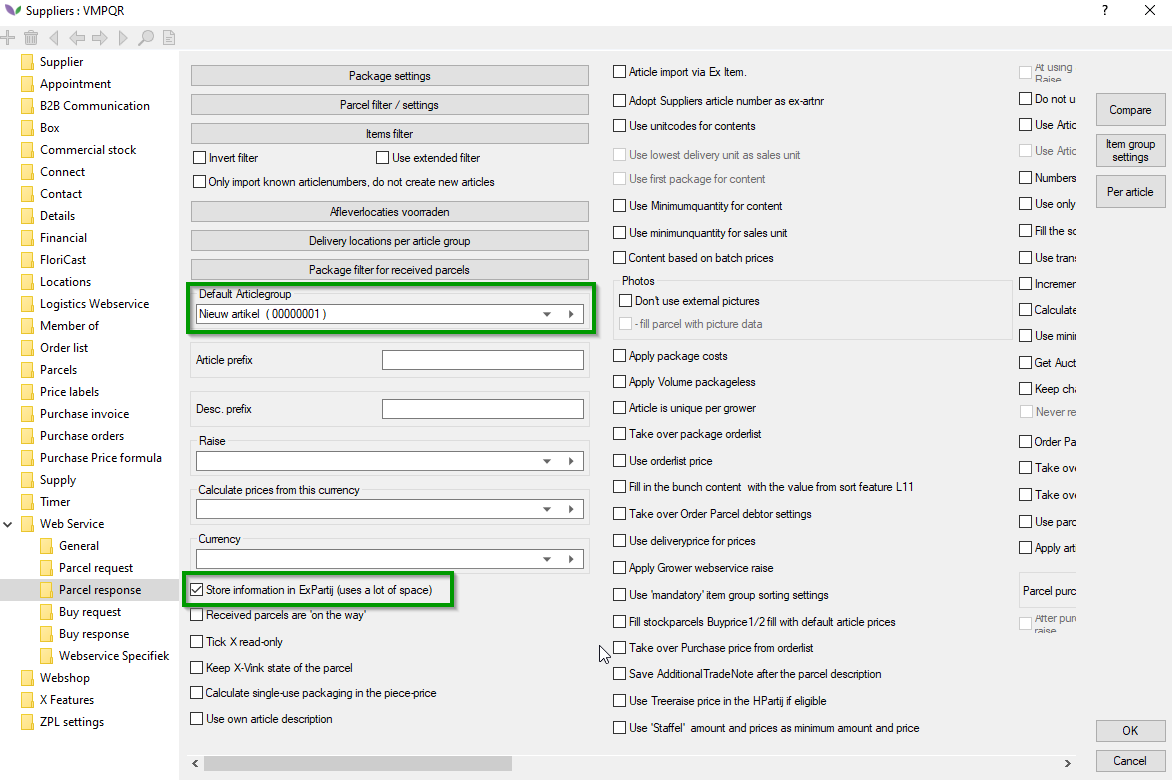 Suppliers : VMPQR
?
Supplier
Appointment
B2B Communication
Box
Commercial stock
Connect
Contact
Details
Financial
FloriCast
Locations
Logistics Webservice
Member of
Order list
Parcels
Price labels
Purchase invoice
Purchase orders
Purchase Price formula
Supply
Timer
Web Service
General
Parcel request
Parcel response
Buy request
Buy response
Webservice Specifiek
Webshop
X Features
ZPL settings
Package settings
Parcel filter / settings
Items filter
Invert filter
Use extended filter
Only import known articlenumbers, do not create new articles
Afleverlocaties voorraden
Delivery locations per article group
Package filter for received parcels
Default Articlegroup
Nieuw artikel ( 00000001 )
Article prefix
Desc. prefix
Raise
Calculate prices from this currency
Currency
Store information in ExPartij (uses a lot of space)
Received parcels are 'on the way'
Tick X read-only
Keep X-Vink state of the parcel
Calculate single-use packaging in the piece-price
Use own article description
Article import via Ex Item.
Adopt Suppliers article number as ex-artnr
Use unitcodes for contents
Use lowest delivery unit as sales unit
Use first package for content
Use Minimumquantity for content
Use minimunquantity for sales unit
Content based on batch prices
Photos
Don't use external pictures
- fill parcel with picture data
Apply package costs
Apply Volume packageless
Article is unique per grower
Take over package orderlist
Use orderlist price
Fill in the bunch content with the value from sort feature L11
Take over Order Parcel debtor settings
Use deliveryprice for prices
Apply Grower webservice raise
Use 'mandatory' item group sorting settings
Fill stockparcels Buyprice1/2 fill with default article prices
Take over Purchase price from orderlist
Save AdditionalTradeNote after the parcel description
Use Treeraise price in the HPartij if eligible
Use 'Staffel' amount and prices as minimum amount and price
At using
Raise
Do not u
Use Artic
Use Artic
Numbers
Use only
Fill the sc
Use trans
Incremer
Calculate
Use mini
Get Auct
Keep cha
Never re
Order Pa
Take ove
Take ove
Use parc
Apply arti
Parcel purc
After pur
raise
Compare
Item group
settings
Per article
OK
Cancel